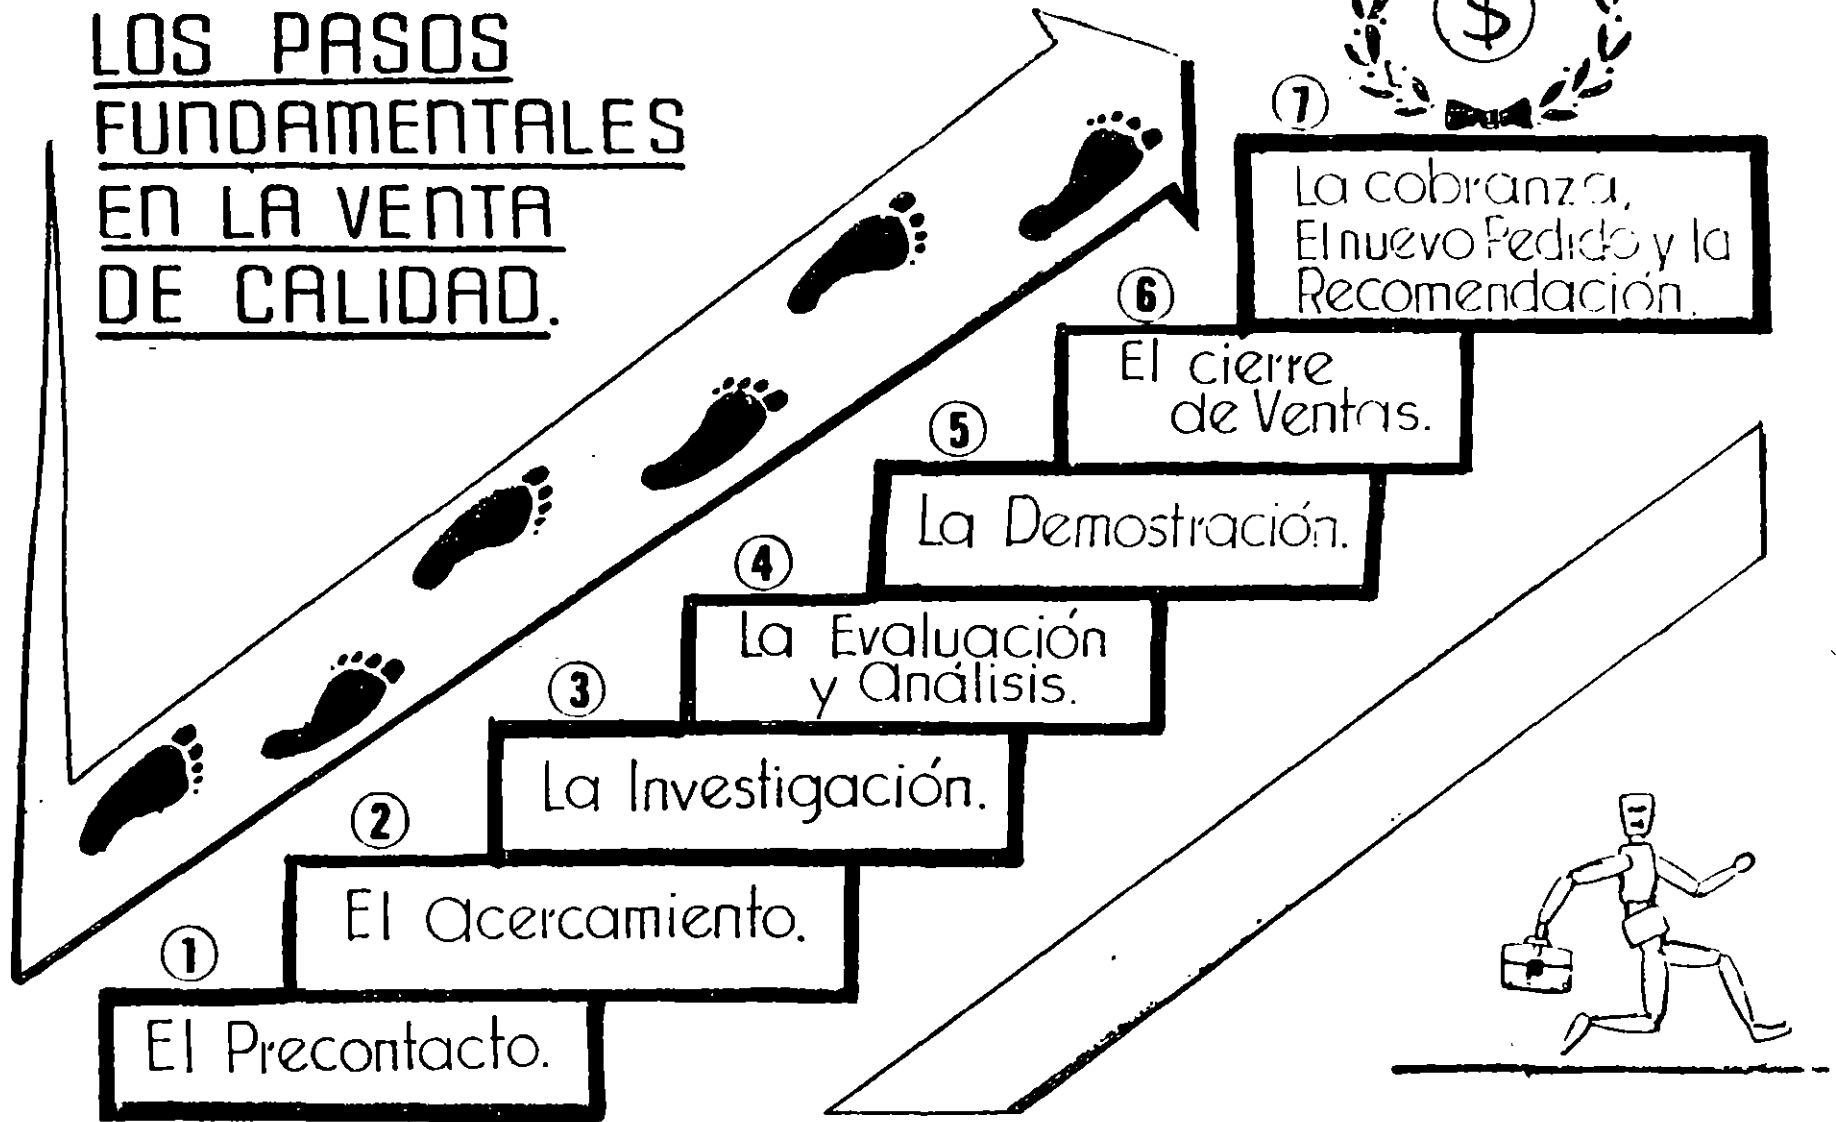 LOS PASOS
FUNDAMENTALES
EN LA VENTA
DE CALIDAD.
$
7
La cobranza,
El nuevo Pedido y la
Recomendación.
6
El cierre
de Ventas.
5
La Demostración.
4
La Evaluación
y Análisis.
3
La Investigación.
2
El Acercamiento.
1
El Precontacto.